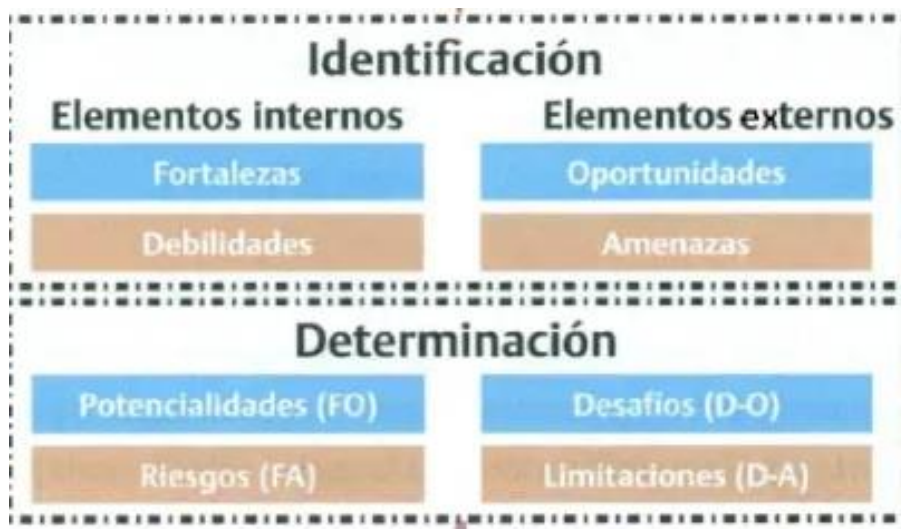 Identificación
Elementos internos
Elementos externos
Fortalezas
Oportunidades
Debilidades
Amenazas
Determinación
Potencialidades (FO)
Desafíos (D-O)
Riesgos (FA)
Limitaciones (D-A)